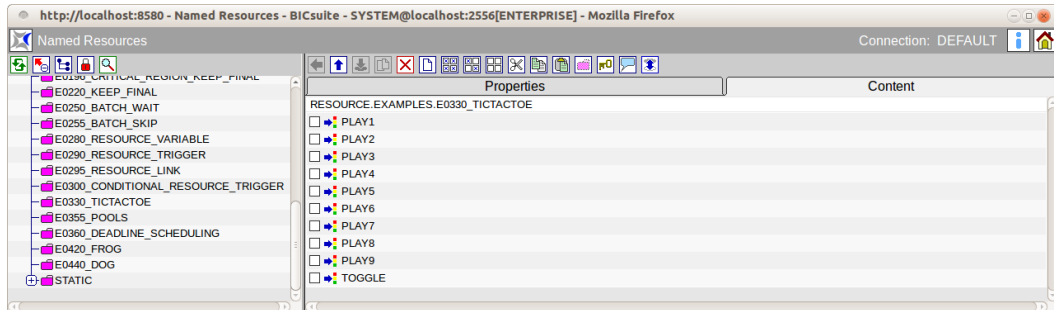 http://localhost:8580 - Named Resources - BICsuite - SYSTEM@localhost:2556[ENTERPRISE] - Mozilla Firefox
Named Resources
Connection: DEFAULT
E0190_CRITICAL_REGION_KEEP_FINAL
E0220_KEEP_FINAL
E0250_BATCH_WAIT
E0255_BATCH_SKIP
E0280_RESOURCE_VARIABLE
E0290_RESOURCE_TRIGGER
E0295_RESOURCE_LINK
E0300_CONDITIONAL_RESOURCE_TRIGGER
E0330_TICTACTOE
E0355_POOLS
E0360_DEADLINE_SCHEDULING
E0420_FROG
E0440_DOG
STATIC
Properties
Content
RESOURCE.EXAMPLES.E0330_TICTACTOE
PLAY1
PLAY2
PLAY3
PLAY4
PLAY5
PLAY6
PLAY7
PLAY8
PLAY9
TOGGLE